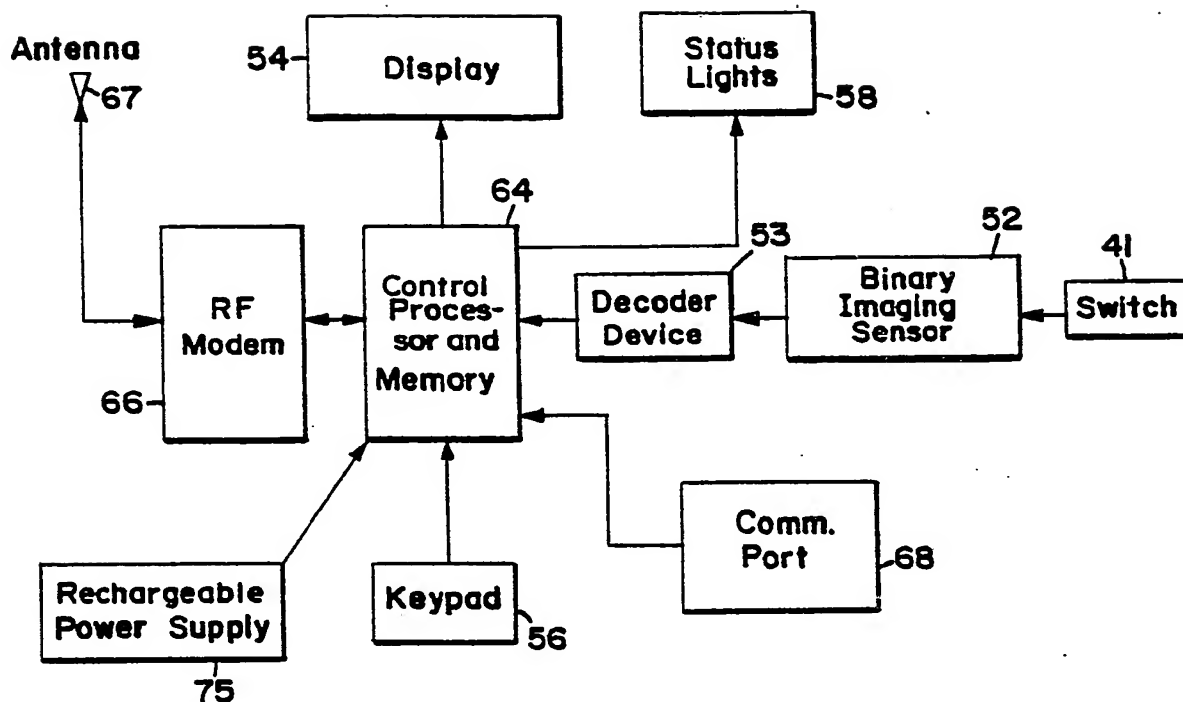 Antenna
67
54
Display
Status
Lights
58
64
53
52
41
RF
Modem
66
Control
Proces-
sor and
Memory
Decoder
Device
Binary
Imaging
Sensor
Switch
Comm.
Port
68
Rechargeable
Power Supply
75
Keypad
56